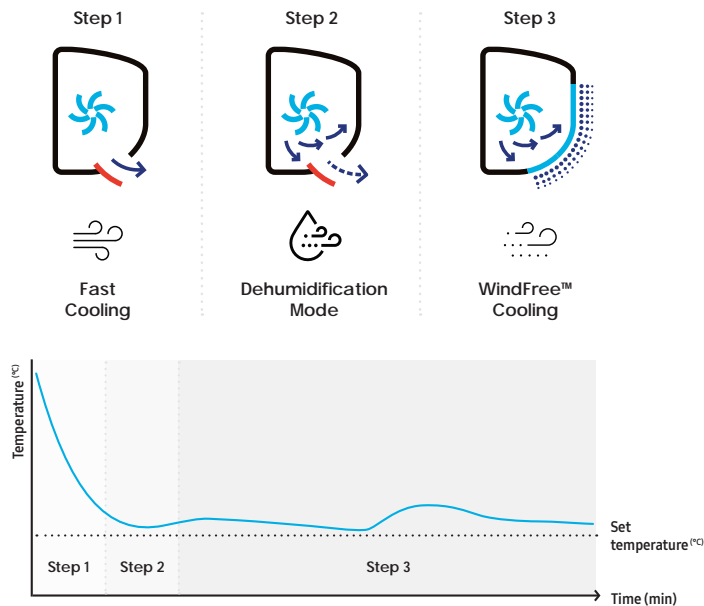 Step 1
Step 2
Step 3
Fast
Cooling
Dehumidification
Mode
WindFree™
Cooling
Temperature (℃)
Set
temperature (℃)
Step 1
Step 2
Step 3
Time (min)